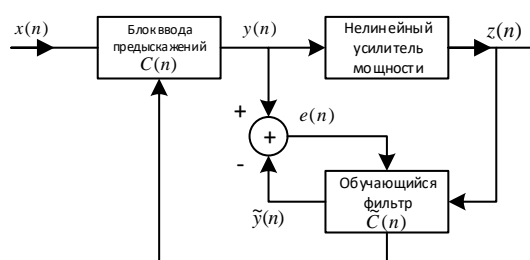 x(n)
Блок ввода
предыскажений
C(n)
y(n)
Нелинейный
усилитель
мощности
z(n)
+
+
e(n)
-
ỹ(n)
Обучающийся
фильтр
C̃(n)